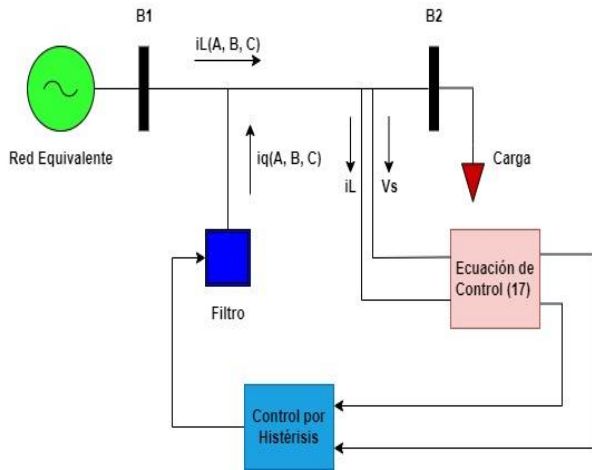 B1
iL(A, B, C)
B2
Red Equivalente
iq(A, B, C)
iL
Vs
Carga
Filtro
Ecuación de
Control (17)
Control por
Histérisis